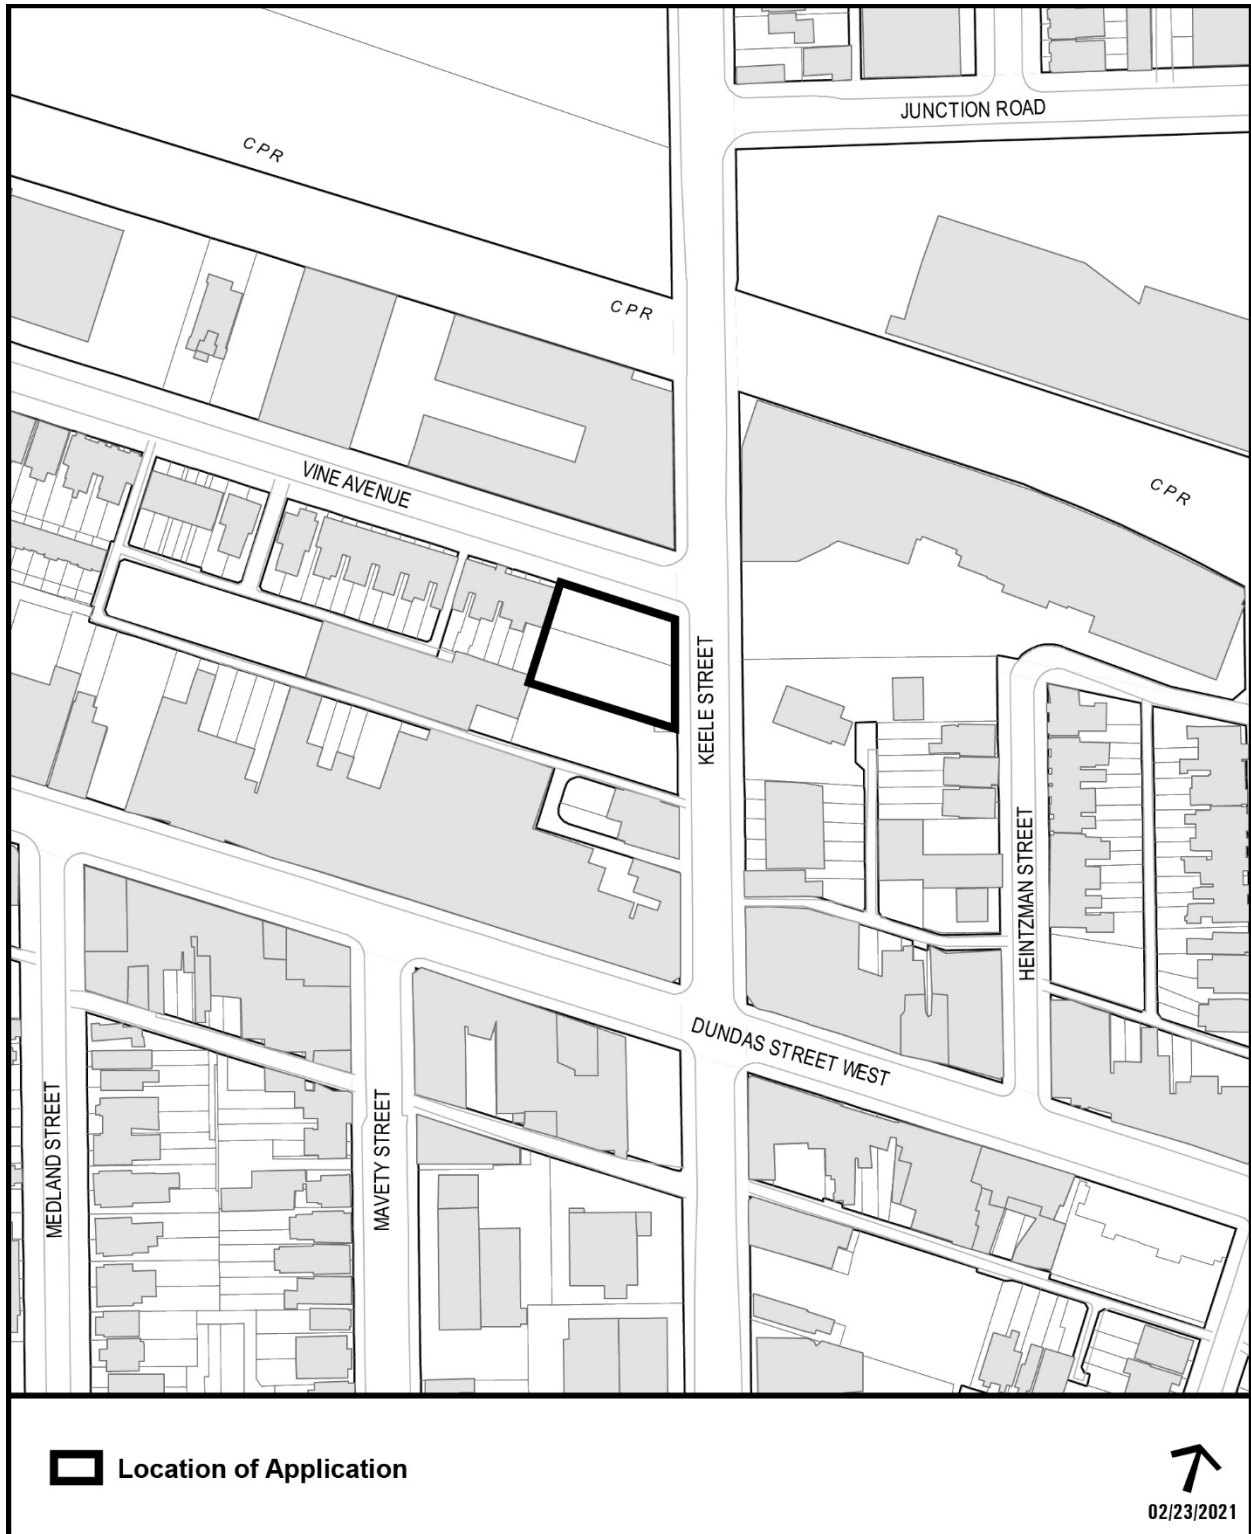 JUNCTION ROAD
CPR
CPR
VINE AVENUE
CPR
KEELE STREET
HEINTZMAN STREET
DUNDAS STREET WEST
MEDLAND STREET
MAVETY STREET
Location of Application
02/23/2021